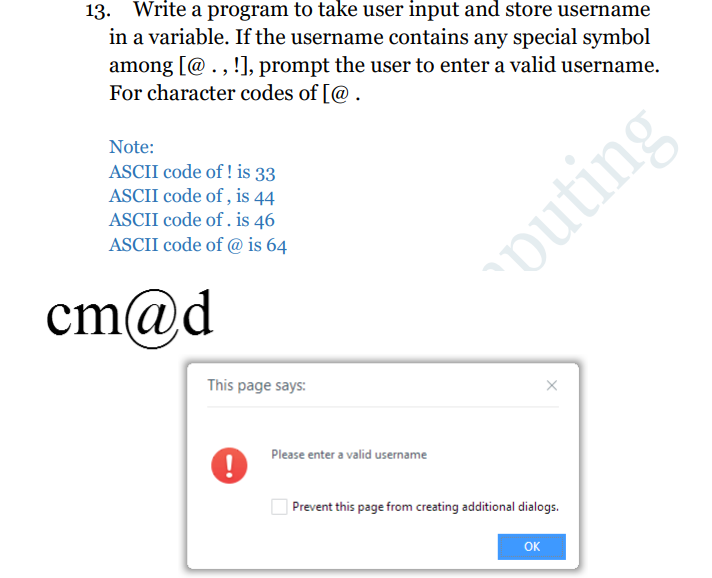 13. Write a program to take user input and store username
in a variable. If the username contains any special symbol
among [@ . , !], prompt the user to enter a valid username.
For character codes of [@ .
Note:
ASCII code of ! is 33
ASCII code of , is 44
ASCII code of . is 46
ASCII code of @ is 64
cm@d
This page says:
Please enter a valid username
Prevent this page from creating additional dialogs.
OK